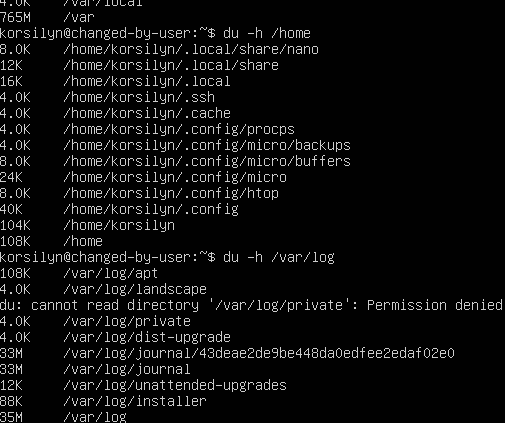 4.0K /var/local
765M /var
korsilyn@changed-by-user:~$ du -h /home
8.0K /home/korsilyn/.local/share/nano
12K /home/korsilyn/.local/share
16K /home/korsilyn/.local
4.0K /home/korsilyn/.ssh
4.0K /home/korsilyn/.cache
4.0K /home/korsilyn/.config/procps
4.0K /home/korsilyn/.config/micro/backups
8.0K /home/korsilyn/.config/micro/buffers
24K /home/korsilyn/.config/micro
8.0K /home/korsilyn/.config/htop
40K /home/korsilyn/.config
104K /home/korsilyn
108K /home
korsilyn@changed-by-user:~$ du -h /var/log
108K /var/log/apt
4.0K /var/log/landscape
du: cannot read directory '/var/log/private': Permission denied
4.0K /var/log/private
4.0K /var/log/dist-upgrade
33M /var/log/journal/43deae2de9be448da0edfee2edaf02e0
33M /var/log/journal
12K /var/log/unattended-upgrades
88K /var/log/installer
35M /var/log